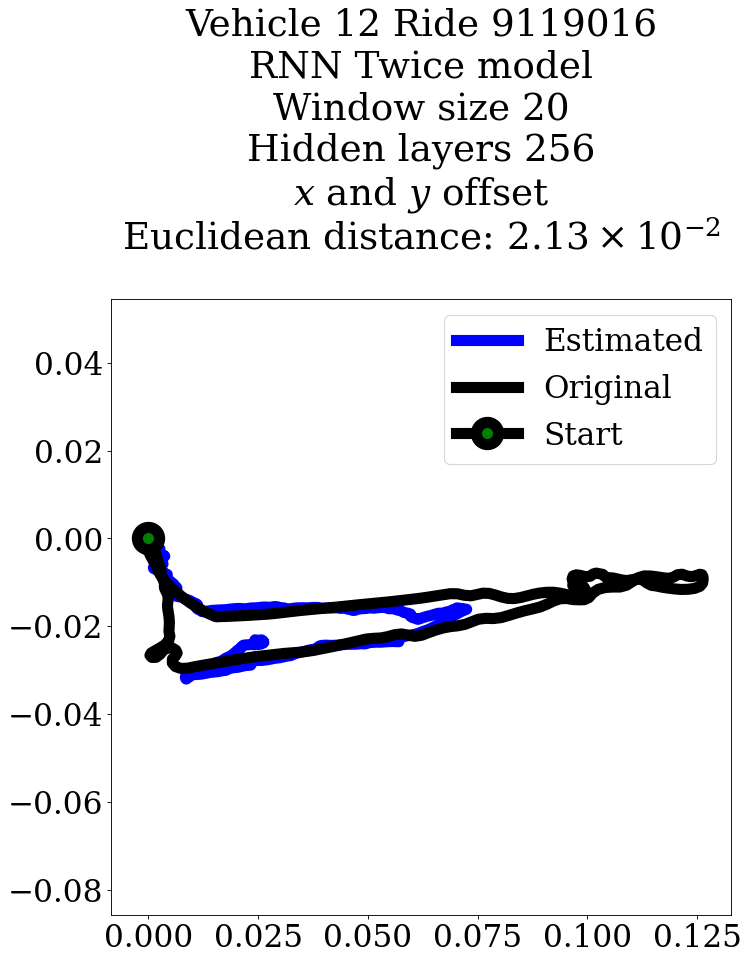 Vehicle 12 Ride 9119016
RNN Twice model
Window size 20
Hidden layers 256
x and y offset
Euclidean distance: 2.13 × 10⁻²
Estimated
Original
Start
0.04
0.02
0.00
−0.02
−0.04
−0.06
−0.08
0.000 0.025 0.050 0.075 0.100 0.125